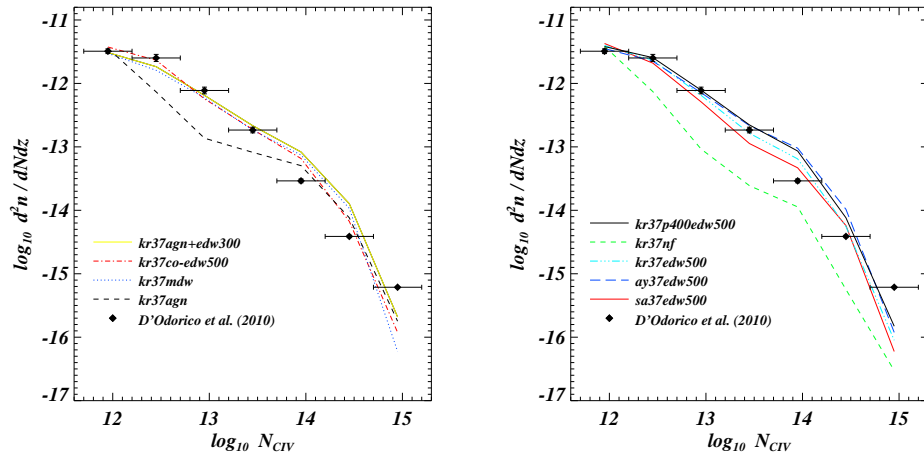 -11
-12
-13
-14
-15
-16
-17
log10 d2n / dNdz
kr37agn+edw300
kr37co-edw500
kr37mdw
kr37agn
D'Odorico et al. (2010)
12 13 14 15
log10 NCIV
-11
-12
-13
-14
-15
-16
-17
log10 d2n / dNdz
kr37p400edw500
kr37nf
kr37edw500
ay37edw500
sa37edw500
D'Odorico et al. (2010)
12 13 14 15
log10 NCIV